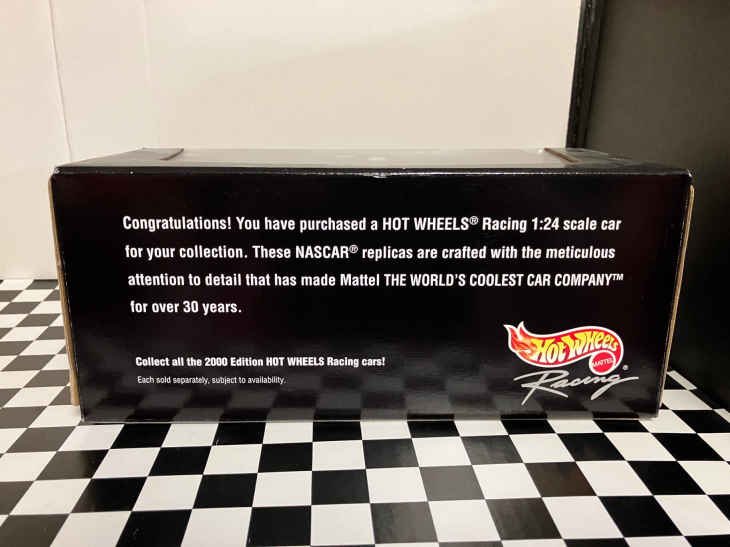 Congratulations! You have purchased a HOT WHEELS® Racing 1:24 scale car
for your collection. These NASCAR® replicas are crafted with the meticulous
attention to detail that has made Mattel THE WORLD'S COOLEST CAR COMPANY™
for over 30 years.
Collect all the 2000 Edition HOT WHEELS Racing cars!
Each sold separately, subject to availability.
Hot Wheels
MATTEL
Racing®